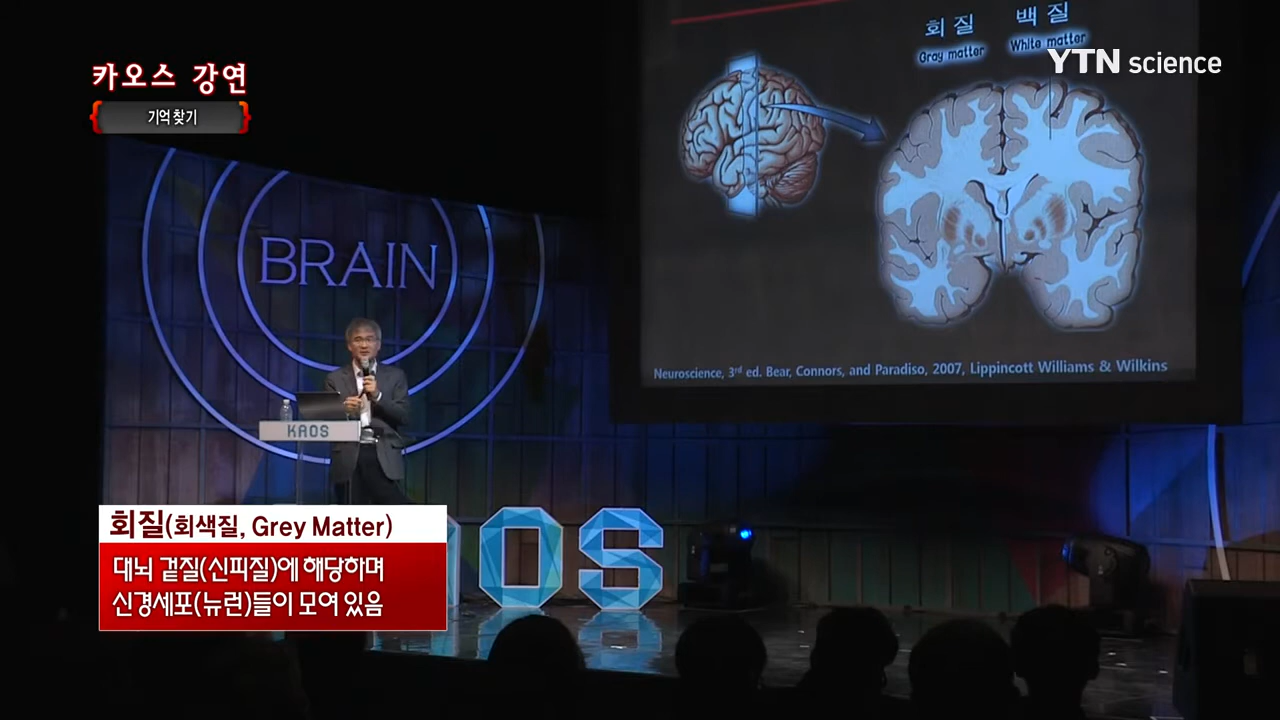 카오스 강연
기억 찾기
YTN science
회 질
백 질
Gray matter
White matter
BRAIN
Neuroscience, 3rd ed. Bear, Connors, and Paradiso, 2007, Lippincott Williams & Wilkins
KAOS
AOS
회질(회색질, Grey Matter)
대뇌 겉질(신피질)에 해당하며
신경세포(뉴런)들이 모여 있음